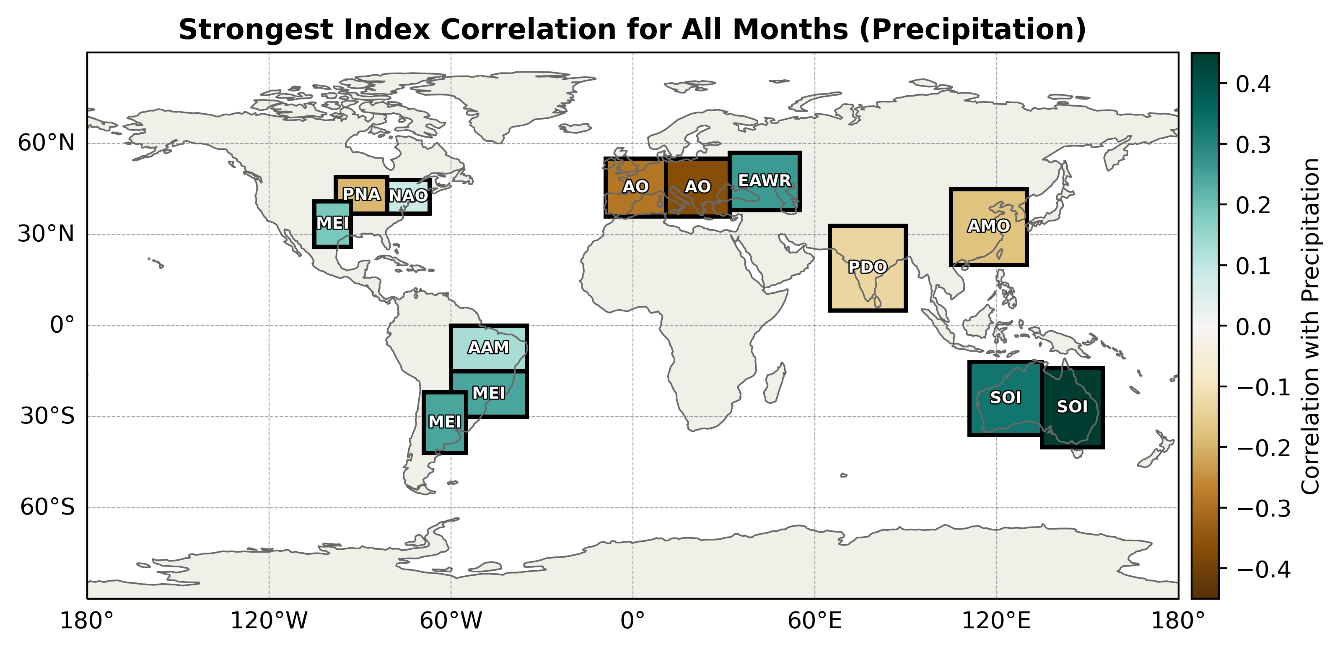 Strongest Index Correlation for All Months (Precipitation)
60°N
30°N
0°
30°S
60°S
180°
120°W
60°W
0°
60°E
120°E
180°
PNA
NAO
MEI
AO
AO
EAWR
AMO
PDO
AAM
MEI
MEI
SOI
SOI
0.4
0.3
0.2
0.1
0.0
−0.1
−0.2
−0.3
−0.4
Correlation with Precipitation